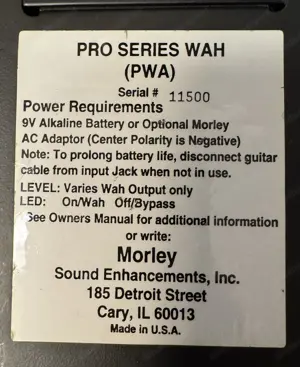 PRO SERIES WAH
(PWA)
Serial # 11500
Power Requirements
9V Alkaline Battery or Optional Morley
AC Adaptor (Center Polarity is Negative)
Note: To prolong battery life, disconnect guitar
cable from input Jack when not in use.
LEVEL: Varies Wah Output only
LED: On/Wah Off/Bypass
See Owners Manual for additional information
or write:
Morley
Sound Enhancements, Inc.
185 Detroit Street
Cary, IL 60013
Made in U.S.A.